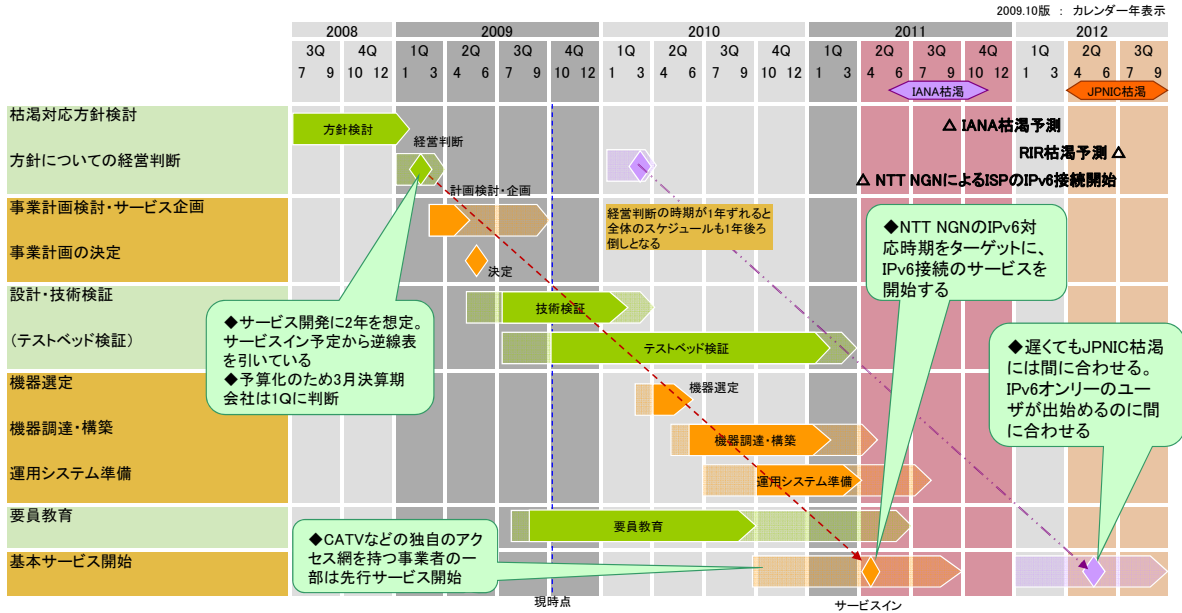 2009.10版 : カレンダー年表示
2008 2009 2010 2011 2012
3Q 4Q 1Q 2Q 3Q 4Q 1Q 2Q 3Q 4Q 1Q 2Q 3Q 4Q 1Q 2Q 3Q
7 9 10 12 1 3 4 6 7 9 10 12 1 3 4 6 7 9 10 12 1 3 4 6 7 9 10 12 1 3 4 6 7 9
IANA枯渇
JPNIC枯渇
枯渇対応方針検討
方針検討
△ IANA枯渇予測
経営判断
方針についての経営判断
RIR枯渇予測 △
△ NTT NGNによるISPのIPv6接続開始
計画検討・企画
事業計画検討・サービス企画
経営判断の時期が1年ずれると
全体のスケジュールも1年後ろ
倒しとなる
事業計画の決定
決定
◆NTT NGNのIPv6対
応時期をターゲットに、
IPv6接続のサービスを
開始する
設計・技術検証
技術検証
(テストベッド検証)
テストベッド検証
◆サービス開発に2年を想定。
サービスイン予定から逆線表
を引いている
◆予算化のため3月決算期
会社は1Qに判断
◆遅くてもJPNIC枯渇
には間に合わせる。
IPv6オンリーのユー
ザが出始めるのに間
に合わせる
機器選定
機器選定
機器調達・構築
機器調達・構築
運用システム準備
運用システム準備
要員教育
要員教育
◆CATVなどの独自のアク
セス網を持つ事業者の一
部は先行サービス開始
基本サービス開始
現時点
サービスイン